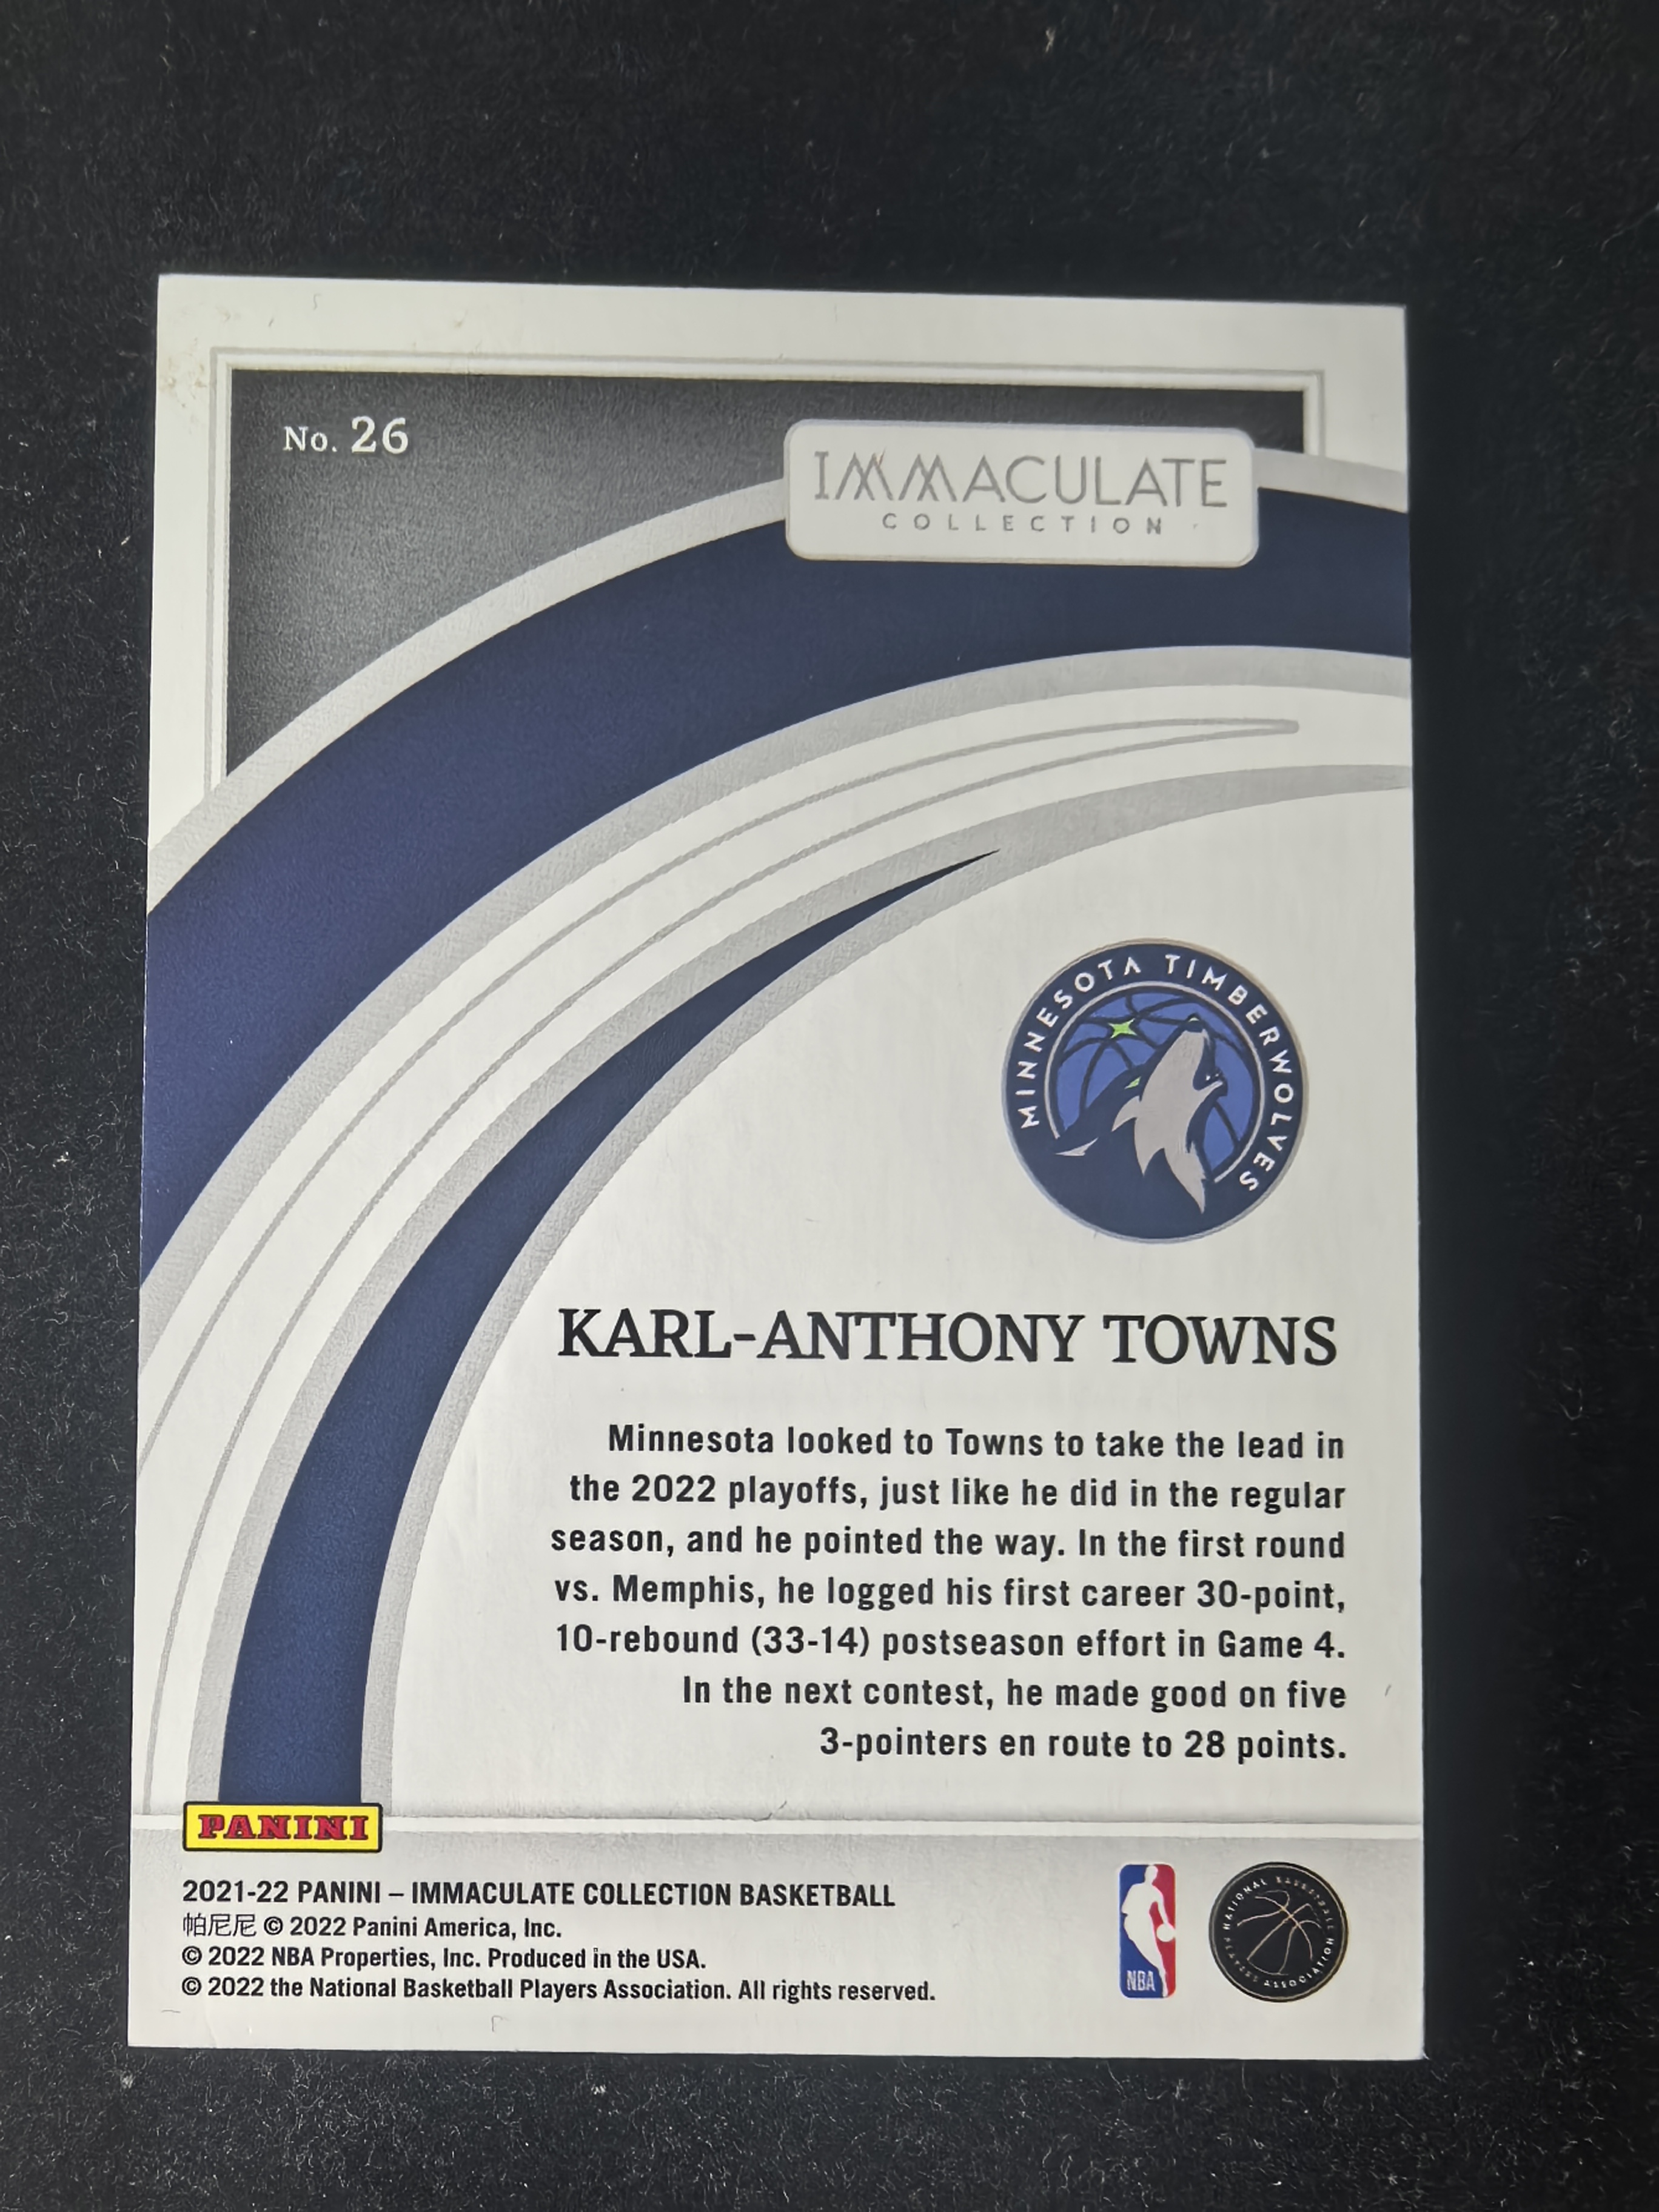 No. 26
IMMACULATE
COLLECTION
MINNESOTA TIMBERWOLVES
KARL-ANTHONY TOWNS
Minnesota looked to Towns to take the lead in
the 2022 playoffs, just like he did in the regular
season, and he pointed the way. In the first round
vs. Memphis, he logged his first career 30-point,
10-rebound (33-14) postseason effort in Game 4.
In the next contest, he made good on five
3-pointers en route to 28 points.
PANINI
2021-22 PANINI – IMMACULATE COLLECTION BASKETBALL
帕尼尼 © 2022 Panini America, Inc.
© 2022 NBA Properties, Inc. Produced in the USA.
© 2022 the National Basketball Players Association. All rights reserved.
NBA
NATIONAL BASKETBALL PLAYERS ASSOCIATION